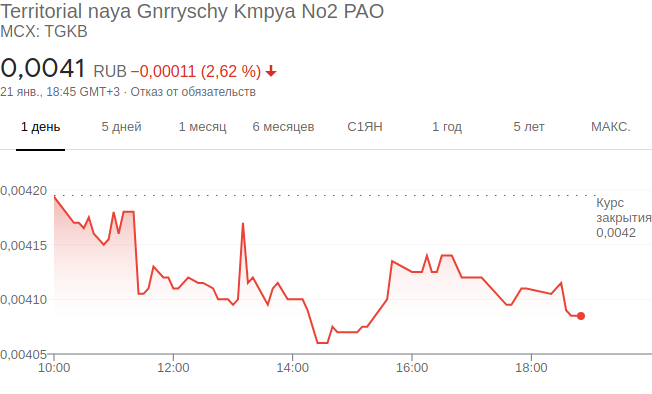 Territorial naya Gnrryschy Kmpya No2 PAO
MCX: TGKB
0,0041 RUB −0,00011 (2,62 %) ↓
21 янв., 18:45 GMT+3 · Отказ от обязательств
1 день 5 дней 1 месяц 6 месяцев С1ЯН 1 год 5 лет МАКС.
0,00420
Курс
закрытия
0,0042
0,00415
0,00410
0,00405
10:00 12:00 14:00 16:00 18:00